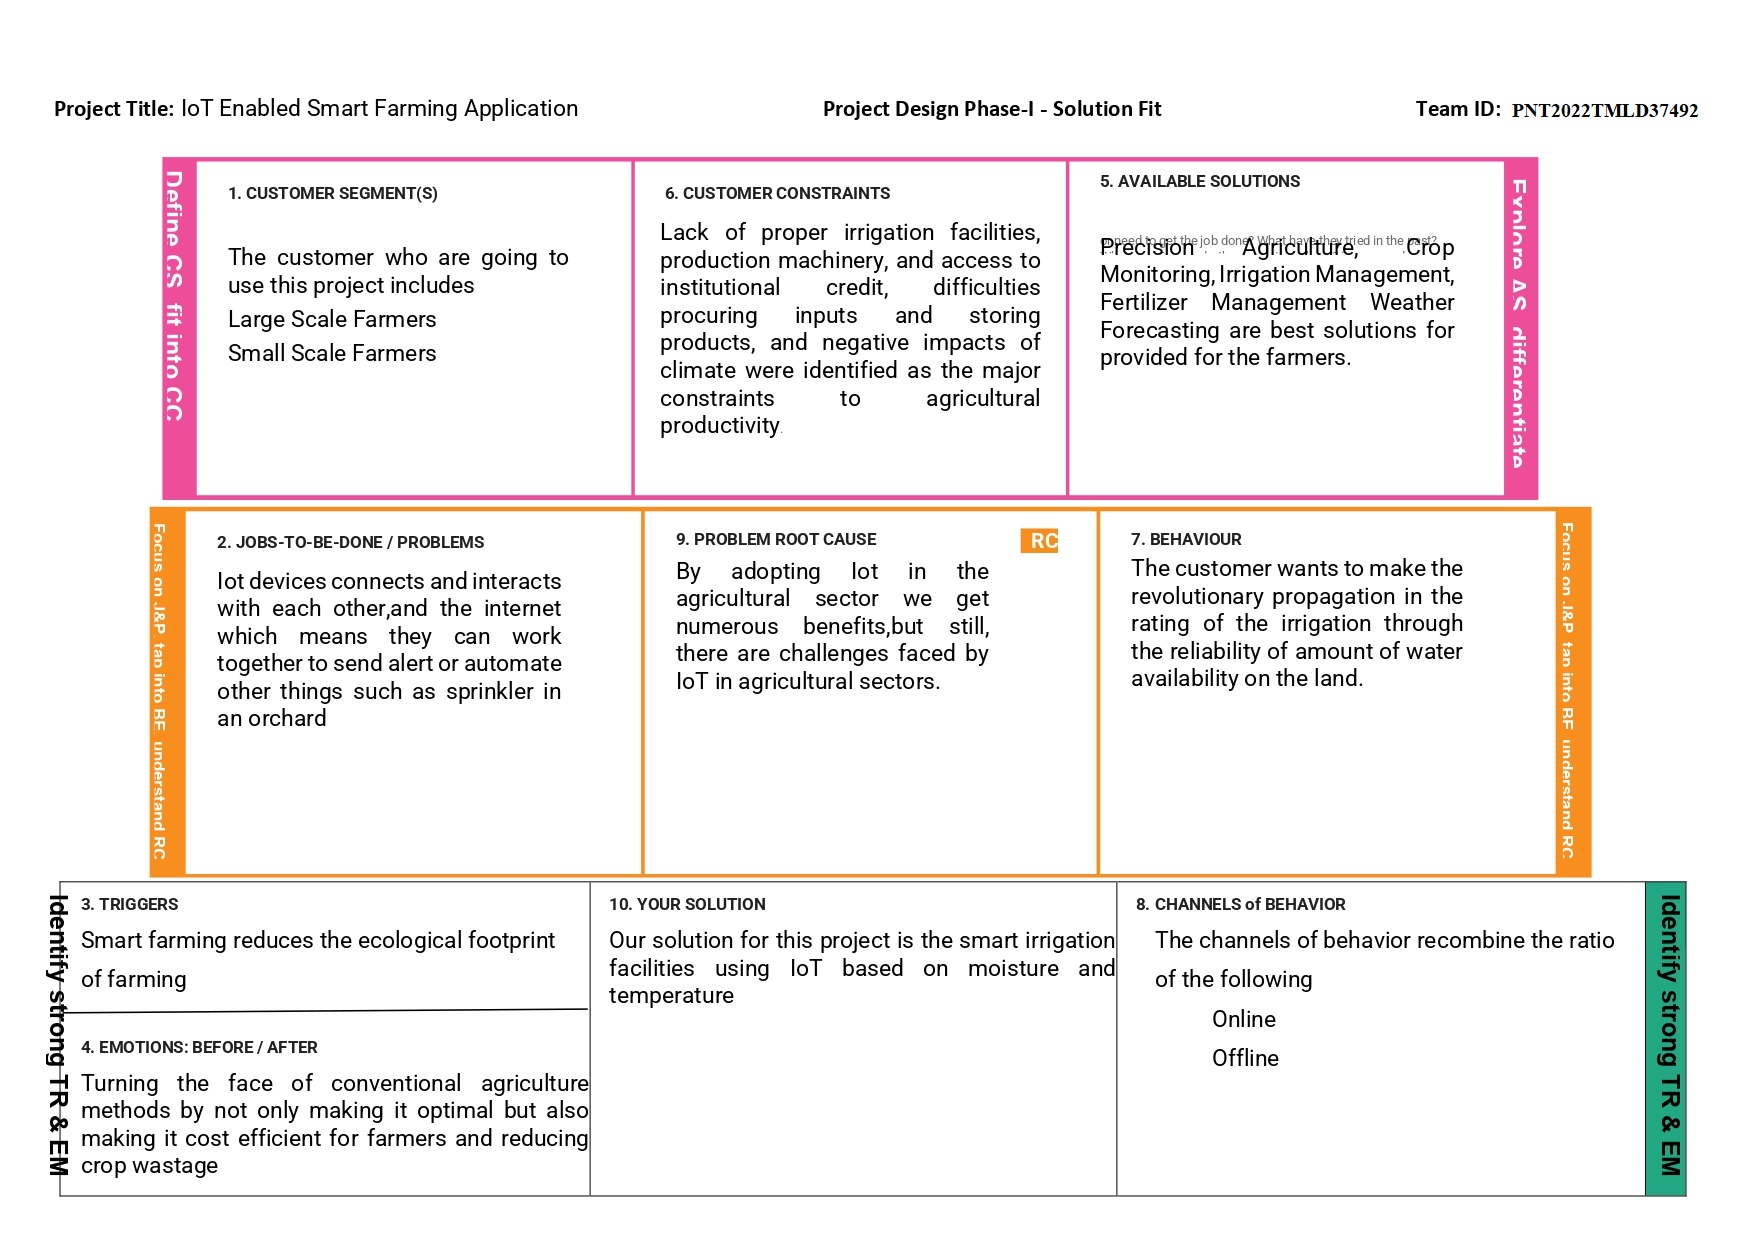 Project Title: IoT Enabled Smart Farming Application
Project Design Phase-I - Solution Fit
Team ID: PNT2022TMLD37492
Define CS fit into CC
1. CUSTOMER SEGMENT(S)
The customer who are going to
use this project includes
Large Scale Farmers
Small Scale Farmers
6. CUSTOMER CONSTRAINTS
Lack of proper irrigation facilities,
production machinery, and access to
institutional credit, difficulties
procuring inputs and storing
products, and negative impacts of
climate were identified as the major
constraints to agricultural
productivity.
5. AVAILABLE SOLUTIONS
need to get the job done? What have they tried in the past?
Precision Agriculture, Crop
Monitoring, Irrigation Management,
Fertilizer Management Weather
Forecasting are best solutions for
provided for the farmers.
Explore AS differentiate
Focus on J&P tap into BE understand RC
2. JOBS-TO-BE-DONE / PROBLEMS
Iot devices connects and interacts
with each other,and the internet
which means they can work
together to send alert or automate
other things such as sprinkler in
an orchard
9. PROBLEM ROOT CAUSE
RC
By adopting Iot in the
agricultural sector we get
numerous benefits,but still,
there are challenges faced by
IoT in agricultural sectors.
7. BEHAVIOUR
The customer wants to make the
revolutionary propagation in the
rating of the irrigation through
the reliability of amount of water
availability on the land.
Focus on J&P tap into BE understand RC
Identify strong TR & EM
3. TRIGGERS
Smart farming reduces the ecological footprint
of farming
4. EMOTIONS: BEFORE / AFTER
Turning the face of conventional agriculture
methods by not only making it optimal but also
making it cost efficient for farmers and reducing
crop wastage
10. YOUR SOLUTION
Our solution for this project is the smart irrigation
facilities using IoT based on moisture and
temperature
8. CHANNELS of BEHAVIOR
The channels of behavior recombine the ratio
of the following
Online
Offline
Identify strong TR & EM